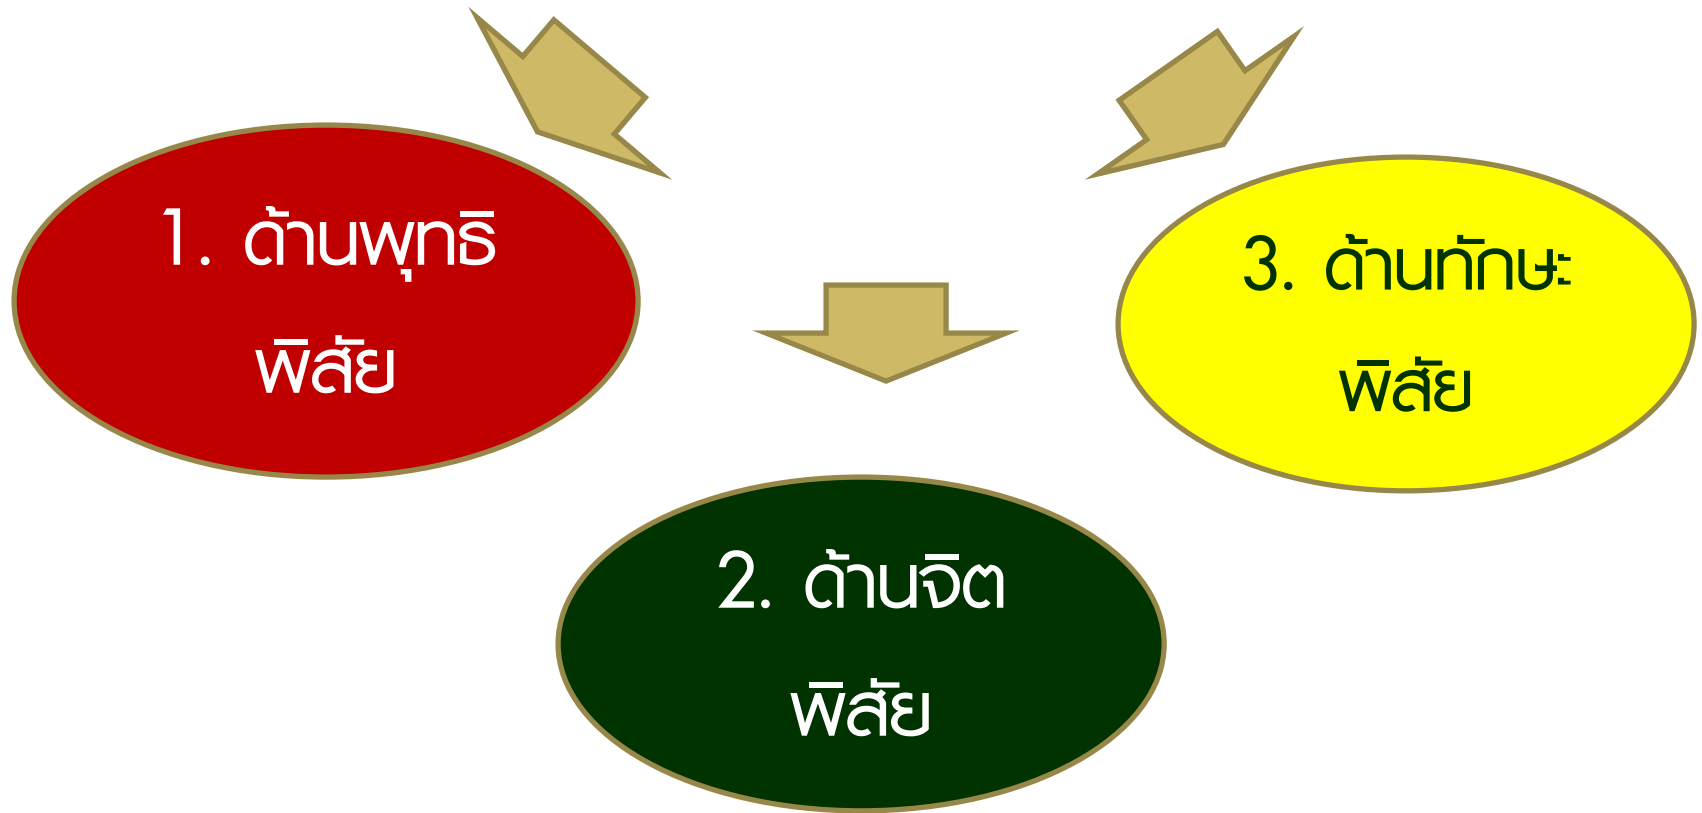 1. ด้านพุทธิ
พิสัย
2. ด้านจิต
พิสัย
3. ด้านทักษะ
พิสัย